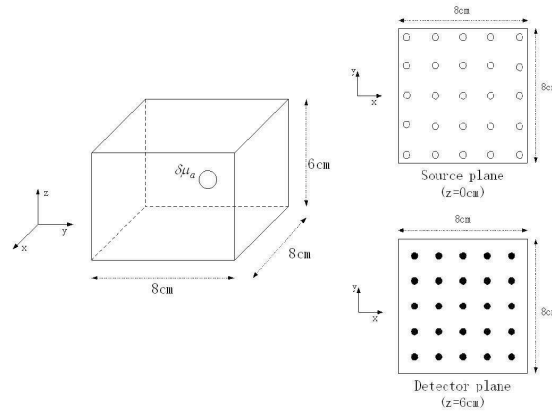 δμa
z
y
x
6cm
8cm
8cm
8cm
8cm
y
x
Source plane
(z=0cm)
8cm
8cm
y
x
Detector plane
(z=6cm)